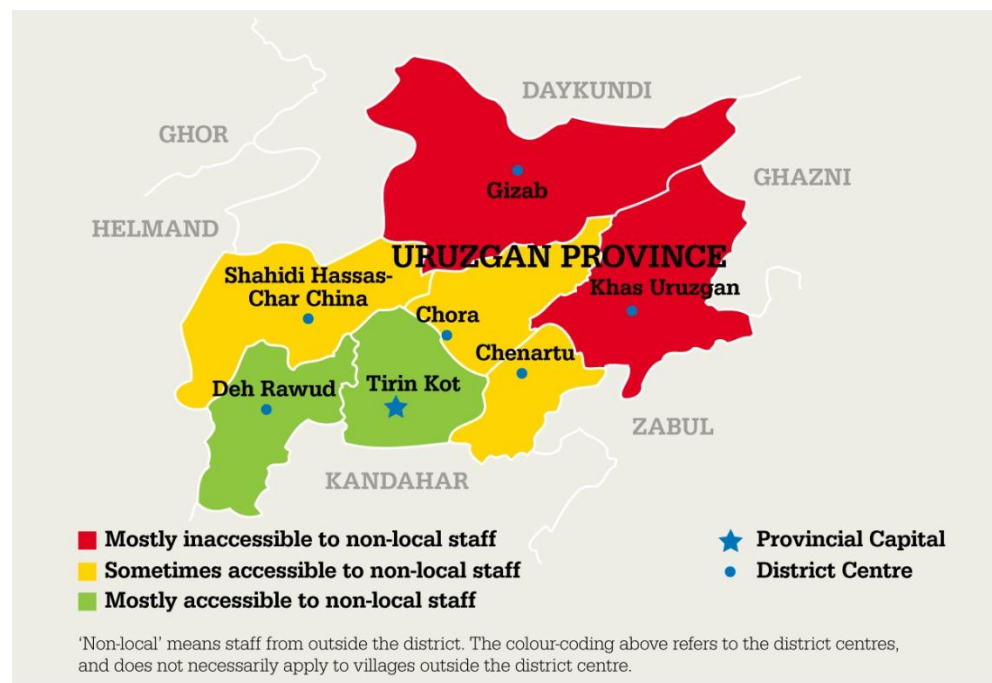 DAYKUNDI
GHOR
GHAZNI
Gizab
HELMAND
URUZGAN PROVINCE
Shahidi Hassas-
Char China
Khas Uruzgan
Chora
Chenartu
Deh Rawud
Tirin Kot
ZABUL
KANDAHAR
Mostly inaccessible to non-local staff
Sometimes accessible to non-local staff
Mostly accessible to non-local staff
Provincial Capital
District Centre
‘Non-local’ means staff from outside the district. The colour-coding above refers to the district centres,
and does not necessarily apply to villages outside the district centre.